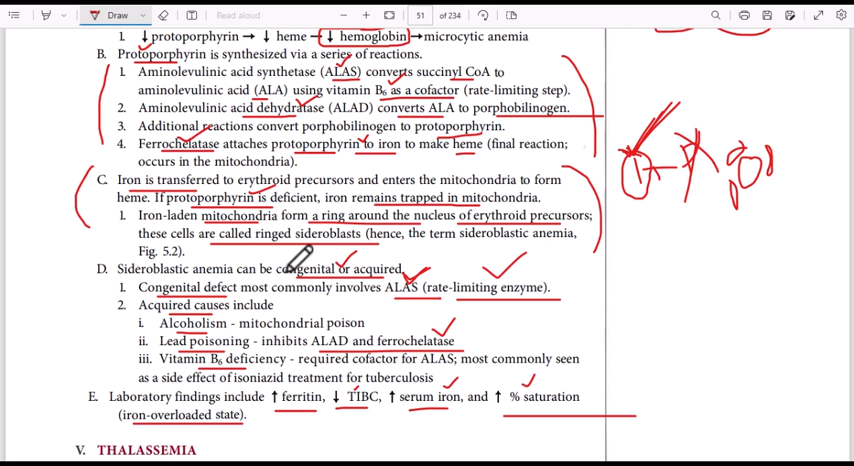 Draw
Read aloud
51 of 234
1. ↓protoporphyrin → ↓ heme → ↓ hemoglobin → microcytic anemia
B. Protoporphyrin is synthesized via a series of reactions.
1. Aminolevulinic acid synthetase (ALAS) converts succinyl CoA to
aminolevulinic acid (ALA) using vitamin B6 as a cofactor (rate-limiting step).
2. Aminolevulinic acid dehydratase (ALAD) converts ALA to porphobilinogen.
3. Additional reactions convert porphobilinogen to protoporphyrin.
4. Ferrochelatase attaches protoporphyrin to iron to make heme (final reaction;
occurs in the mitochondria).
C. Iron is transferred to erythroid precursors and enters the mitochondria to form
heme. If protoporphyrin is deficient, iron remains trapped in mitochondria.
1. Iron-laden mitochondria form a ring around the nucleus of erythroid precursors;
these cells are called ringed sideroblasts (hence, the term sideroblastic anemia,
Fig. 5.2).
D. Sideroblastic anemia can be congenital or acquired.
1. Congenital defect most commonly involves ALAS (rate-limiting enzyme).
2. Acquired causes include
i. Alcoholism - mitochondrial poison
ii. Lead poisoning - inhibits ALAD and ferrochelatase
iii. Vitamin B6 deficiency - required cofactor for ALAS; most commonly seen
as a side effect of isoniazid treatment for tuberculosis
E. Laboratory findings include ↑ ferritin, ↓ TIBC, ↑ serum iron, and ↑ % saturation
(iron-overloaded state).
V. THALASSEMIA